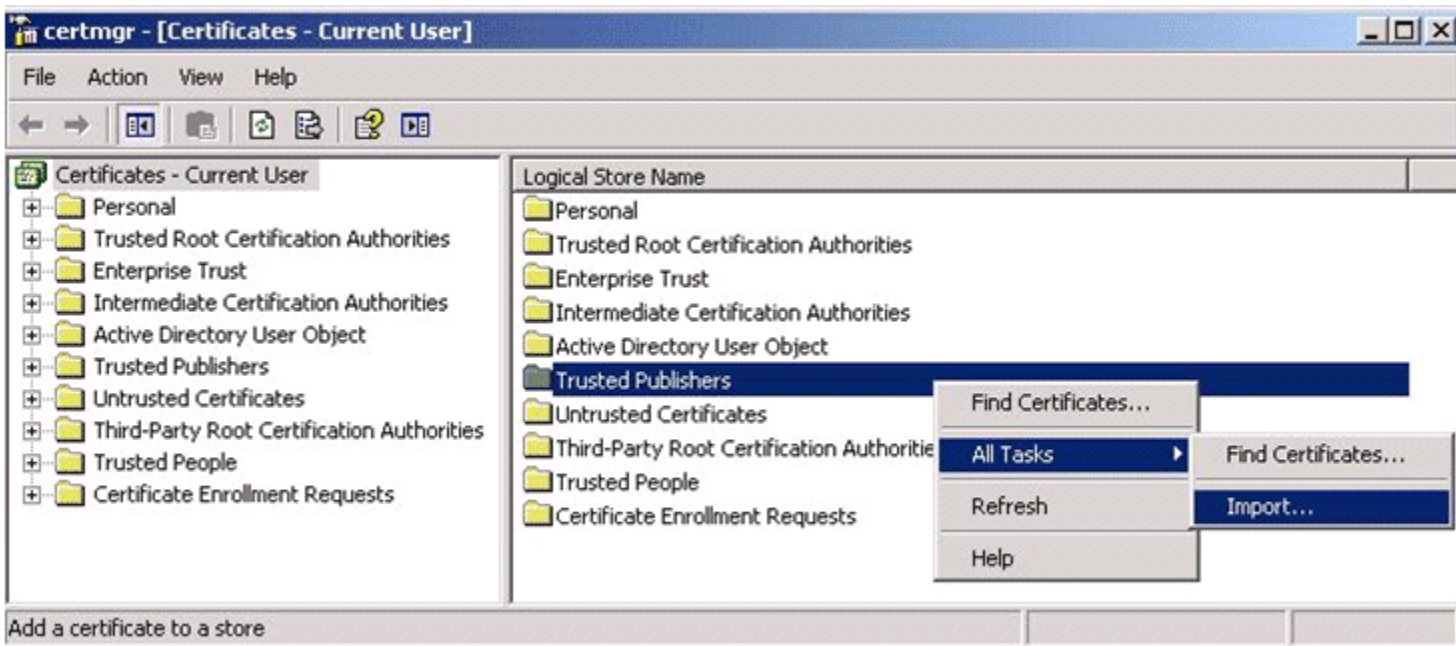 certmgr - [Certificates - Current User]
File Action View Help
Certificates - Current User
Personal
Trusted Root Certification Authorities
Enterprise Trust
Intermediate Certification Authorities
Active Directory User Object
Trusted Publishers
Untrusted Certificates
Third-Party Root Certification Authorities
Trusted People
Certificate Enrollment Requests
Logical Store Name
Personal
Trusted Root Certification Authorities
Enterprise Trust
Intermediate Certification Authorities
Active Directory User Object
Trusted Publishers
Untrusted Certificates
Third-Party Root Certification Authoritie
Trusted People
Certificate Enrollment Requests
Find Certificates...
All Tasks
Refresh
Help
Find Certificates...
Import...
Add a certificate to a store